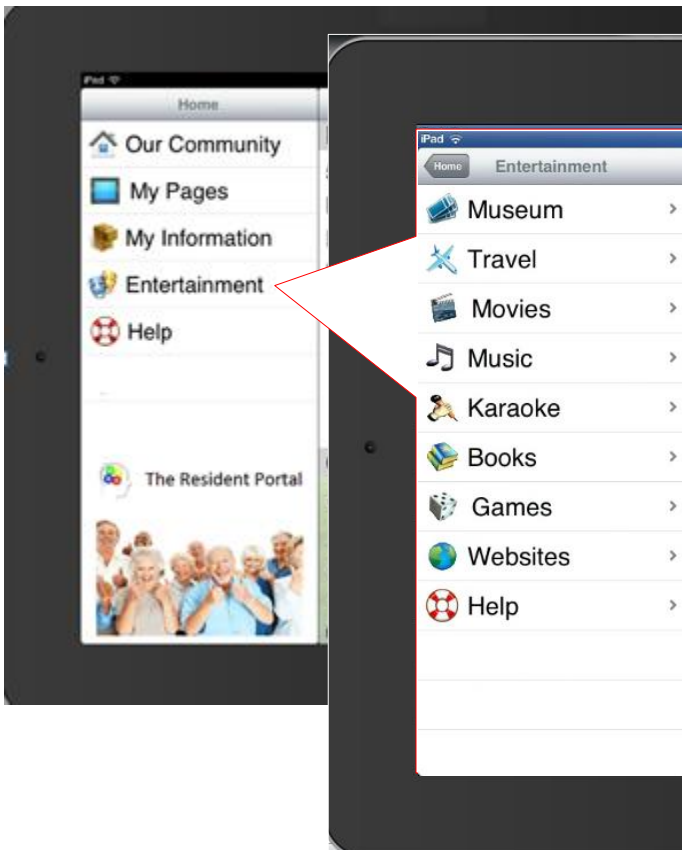 iPad
Home
Our Community
My Pages
My Information
Entertainment
Help
The Resident Portal
iPad
Home
Entertainment
Museum
Travel
Movies
Music
Karaoke
Books
Games
Websites
Help